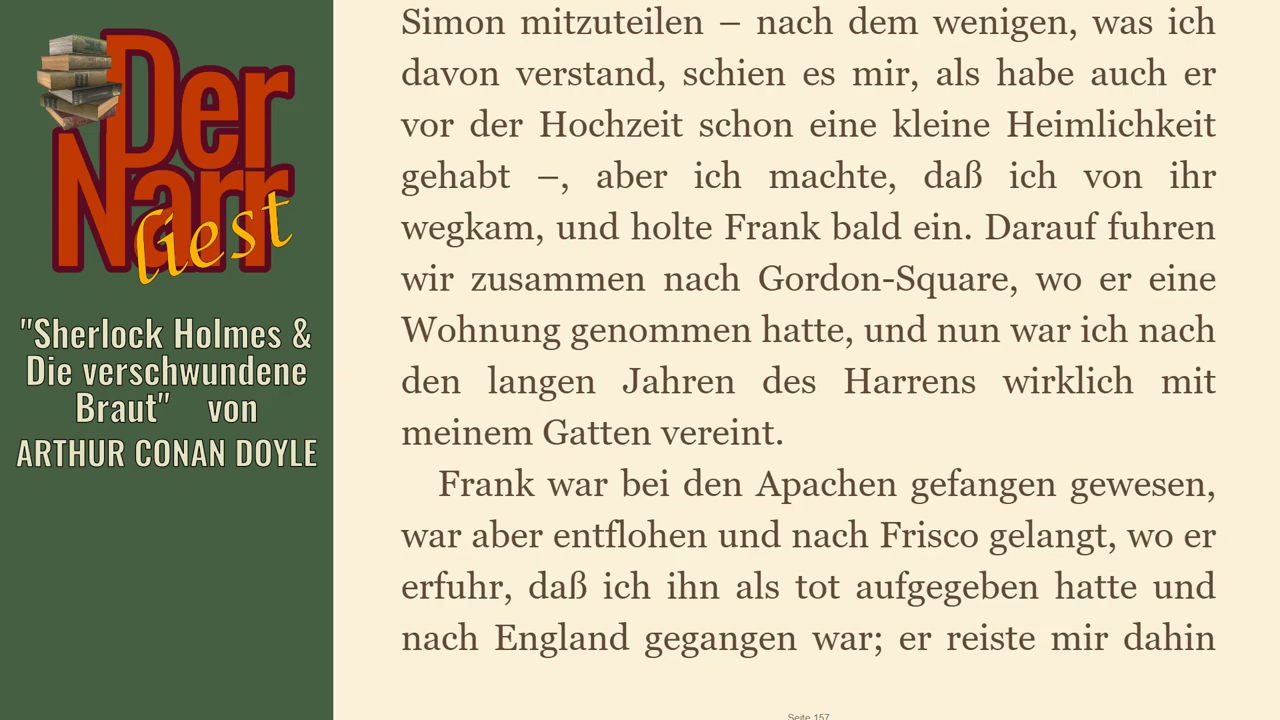 Der
Narr
liest
"Sherlock Holmes &
Die verschwundene
Braut" von
ARTHUR CONAN DOYLE
Simon mitzuteilen – nach dem wenigen, was ich
davon verstand, schien es mir, als habe auch er
vor der Hochzeit schon eine kleine Heimlichkeit
gehabt –, aber ich machte, daß ich von ihr
wegkam, und holte Frank bald ein. Darauf fuhren
wir zusammen nach Gordon-Square, wo er eine
Wohnung genommen hatte, und nun war ich nach
den langen Jahren des Harrens wirklich mit
meinem Gatten vereint.
Frank war bei den Apachen gefangen gewesen,
war aber entflohen und nach Frisco gelangt, wo er
erfuhr, daß ich ihn als tot aufgegeben hatte und
nach England gegangen war; er reiste mir dahin
Seite 157